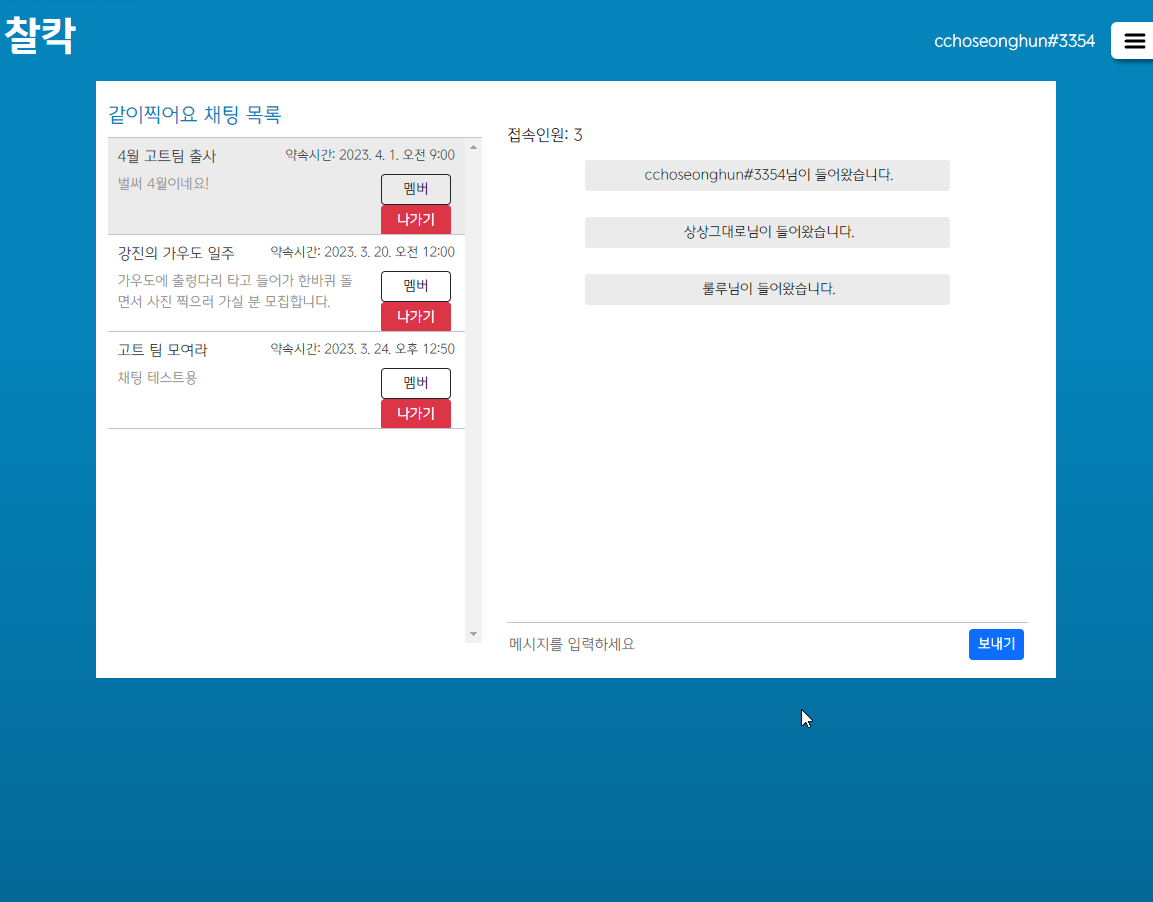 찰칵
cchoseonghun#3354
같이찍어요 채팅 목록
4월 고트팀 출사
약속시간: 2023. 4. 1. 오전 9:00
벌써 4월이네요!
멤버
나가기
강진의 가우도 일주
약속시간: 2023. 3. 20. 오전 12:00
가우도에 출렁다리 타고 들어가 한바퀴 돌
면서 사진 찍으러 가실 분 모집합니다.
멤버
나가기
고트 팀 모여라
약속시간: 2023. 3. 24. 오후 12:50
채팅 테스트용
멤버
나가기
접속인원: 3
cchoseonghun#3354님이 들어왔습니다.
상상그대로님이 들어왔습니다.
룰루님이 들어왔습니다.
메시지를 입력하세요
보내기